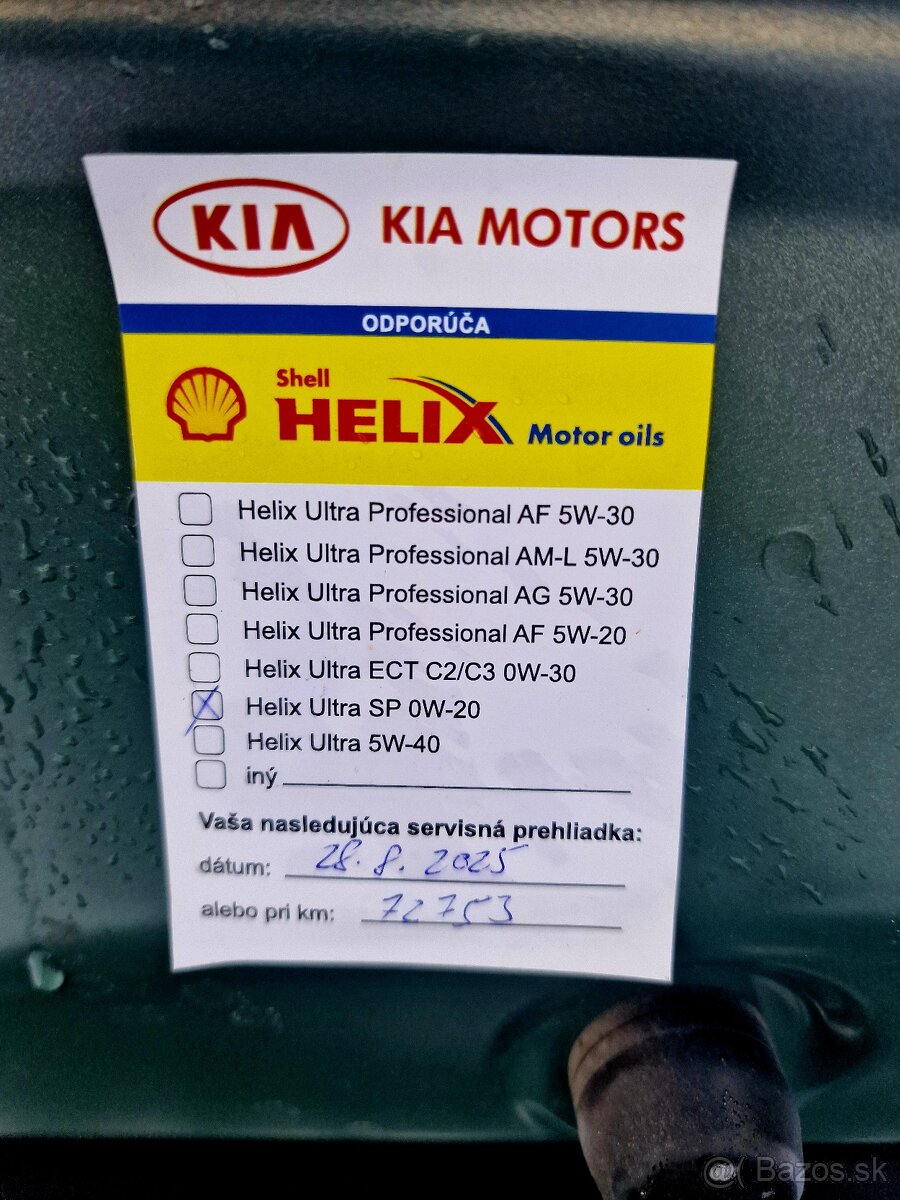 KIA KIA MOTORS
ODPORÚČA
Shell
HELIX Motor oils
Helix Ultra Professional AF 5W-30
Helix Ultra Professional AM-L 5W-30
Helix Ultra Professional AG 5W-30
Helix Ultra Professional AF 5W-20
Helix Ultra ECT C2/C3 0W-30
Helix Ultra SP 0W-20
Helix Ultra 5W-40
iný
Vaša nasledujúca servisná prehliadka:
dátum: 28. 8. 2025
alebo pri km: 72753
Bazos.sk